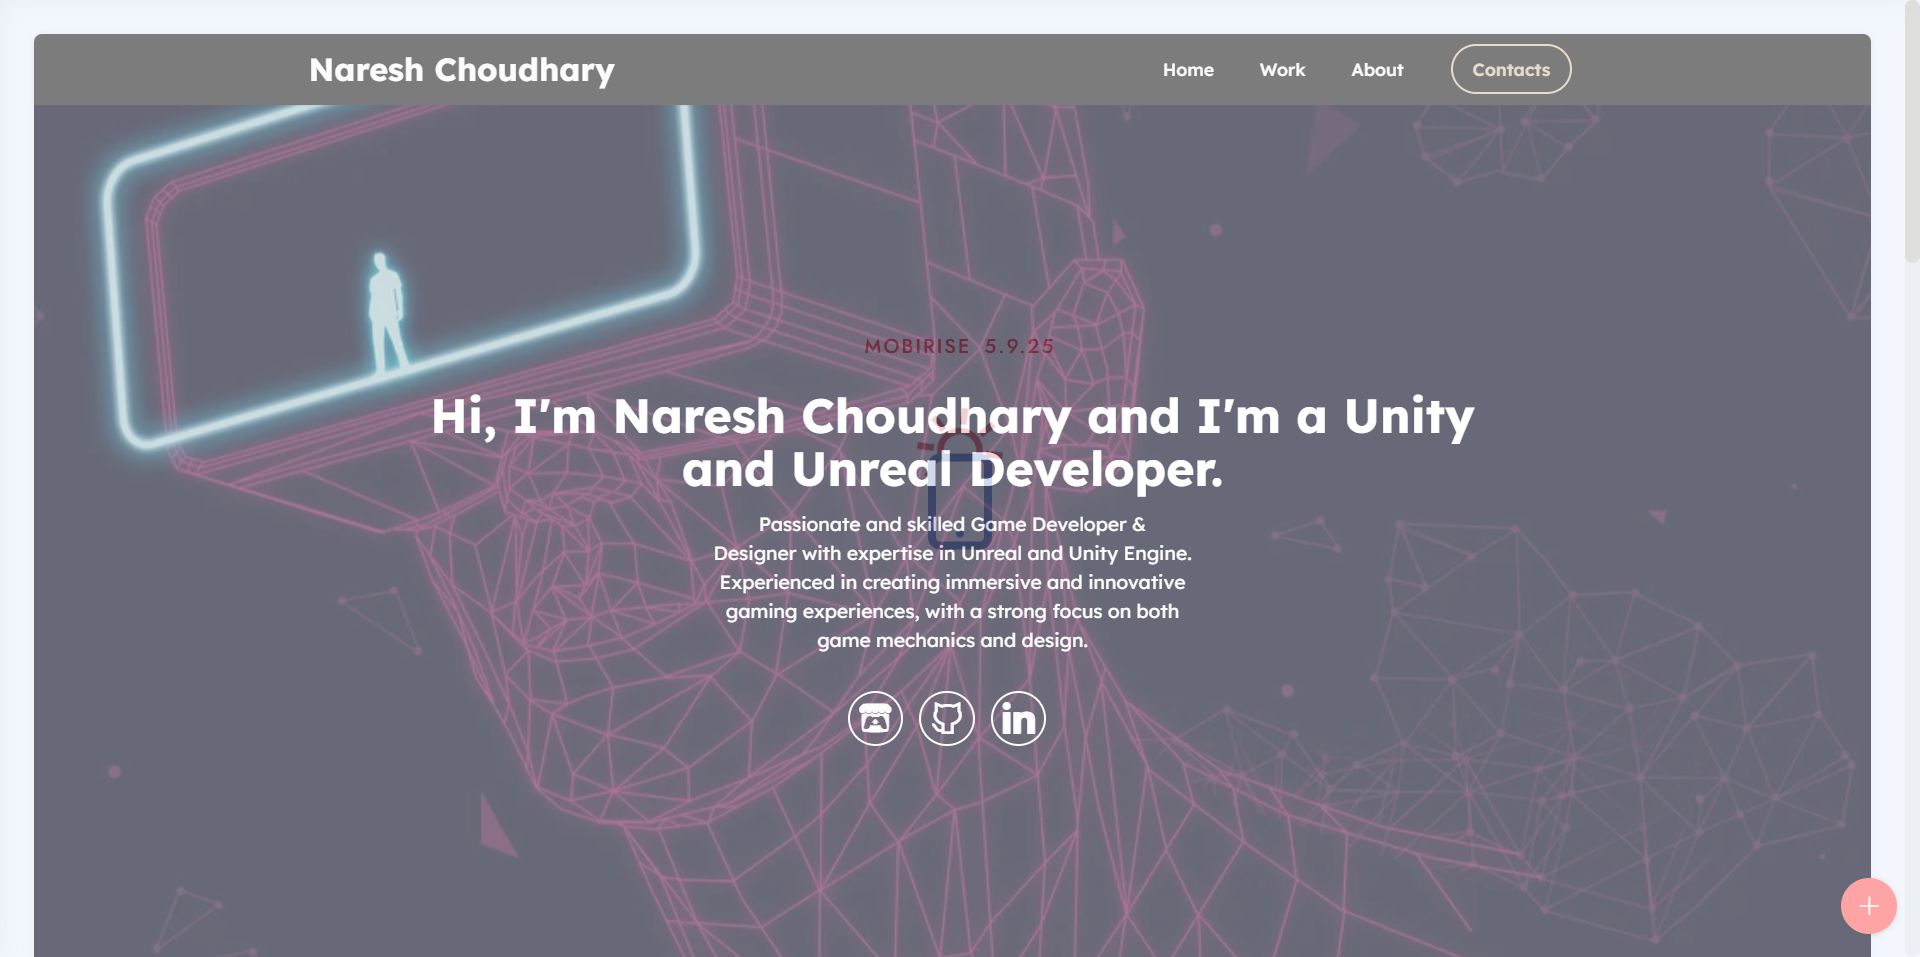 Naresh Choudhary
Home Work About Contacts
MOBIRISE 5.9.25
Hi, I'm Naresh Choudhary and I'm a Unity
and Unreal Developer.
Passionate and skilled Game Developer &
Designer with expertise in Unreal and Unity Engine.
Experienced in creating immersive and innovative
gaming experiences, with a strong focus on both
game mechanics and design.
in